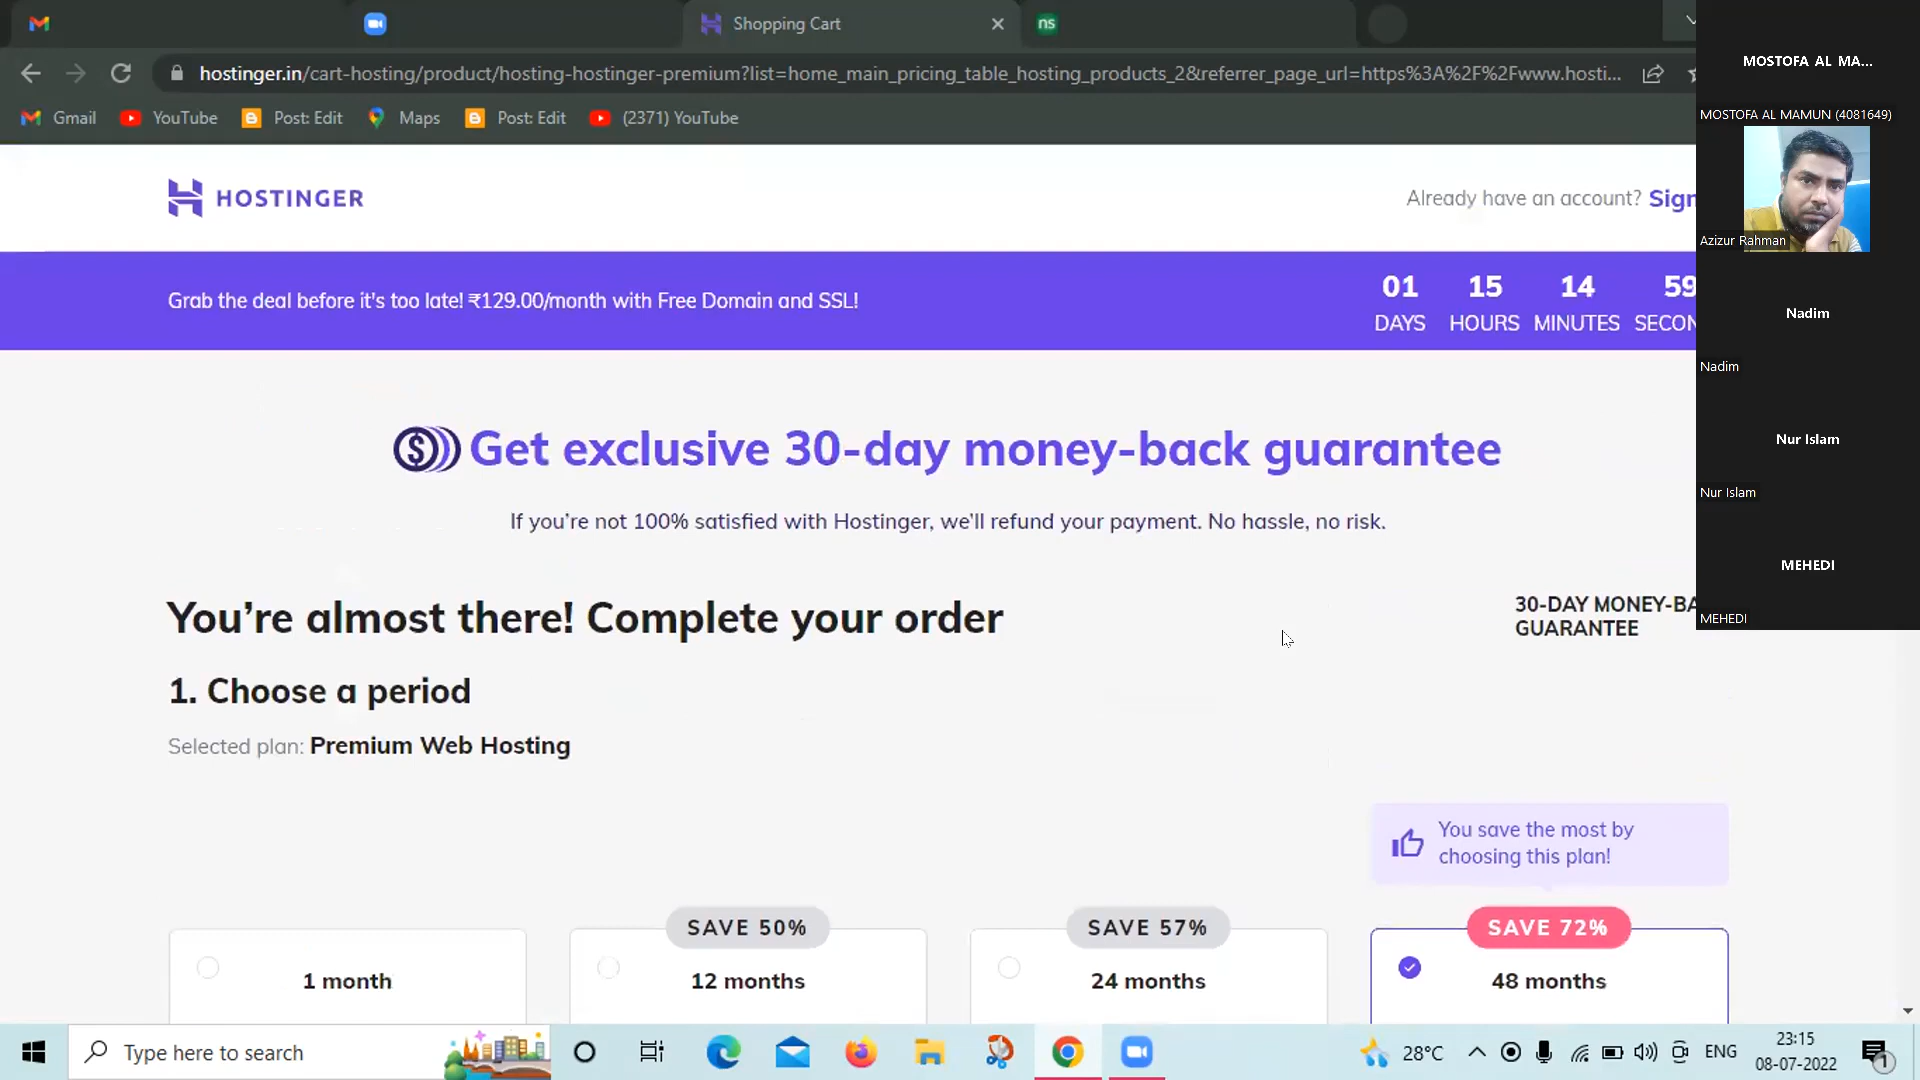 Shopping Cart
ns
hostinger.in/cart-hosting/product/hosting-hostinger-premium?list=home_main_pricing_table_hosting_products_2&referrer_page_url=https%3A%2F%2Fwww.hosti...
Gmail
YouTube
Post: Edit
Maps
Post: Edit
(2371) YouTube
MOSTOFA AL MA...
MOSTOFA AL MAMUN (4081649)
Azizur Rahman
Nadim
Nadim
Nur Islam
Nur Islam
MEHEDI
MEHEDI
HOSTINGER
Already have an account? Sign
Grab the deal before it's too late! ₹129.00/month with Free Domain and SSL!
01 15 14 59
DAYS HOURS MINUTES SECON
Get exclusive 30-day money-back guarantee
If you’re not 100% satisfied with Hostinger, we’ll refund your payment. No hassle, no risk.
You’re almost there! Complete your order
30-DAY MONEY-BA
GUARANTEE
1. Choose a period
Selected plan: Premium Web Hosting
You save the most by
choosing this plan!
SAVE 50%
SAVE 57%
SAVE 72%
1 month
12 months
24 months
48 months
Type here to search
28°C
ENG
23:15
08-07-2022
1